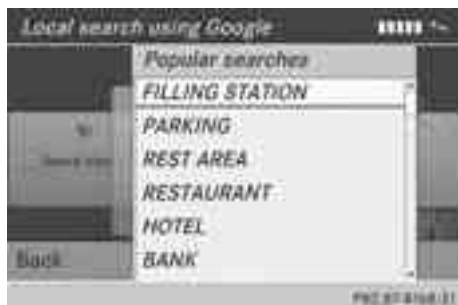 Local search using Google
Popular searches
FILLING STATION
PARKING
REST AREA
RESTAURANT
HOTEL
BANK
Back